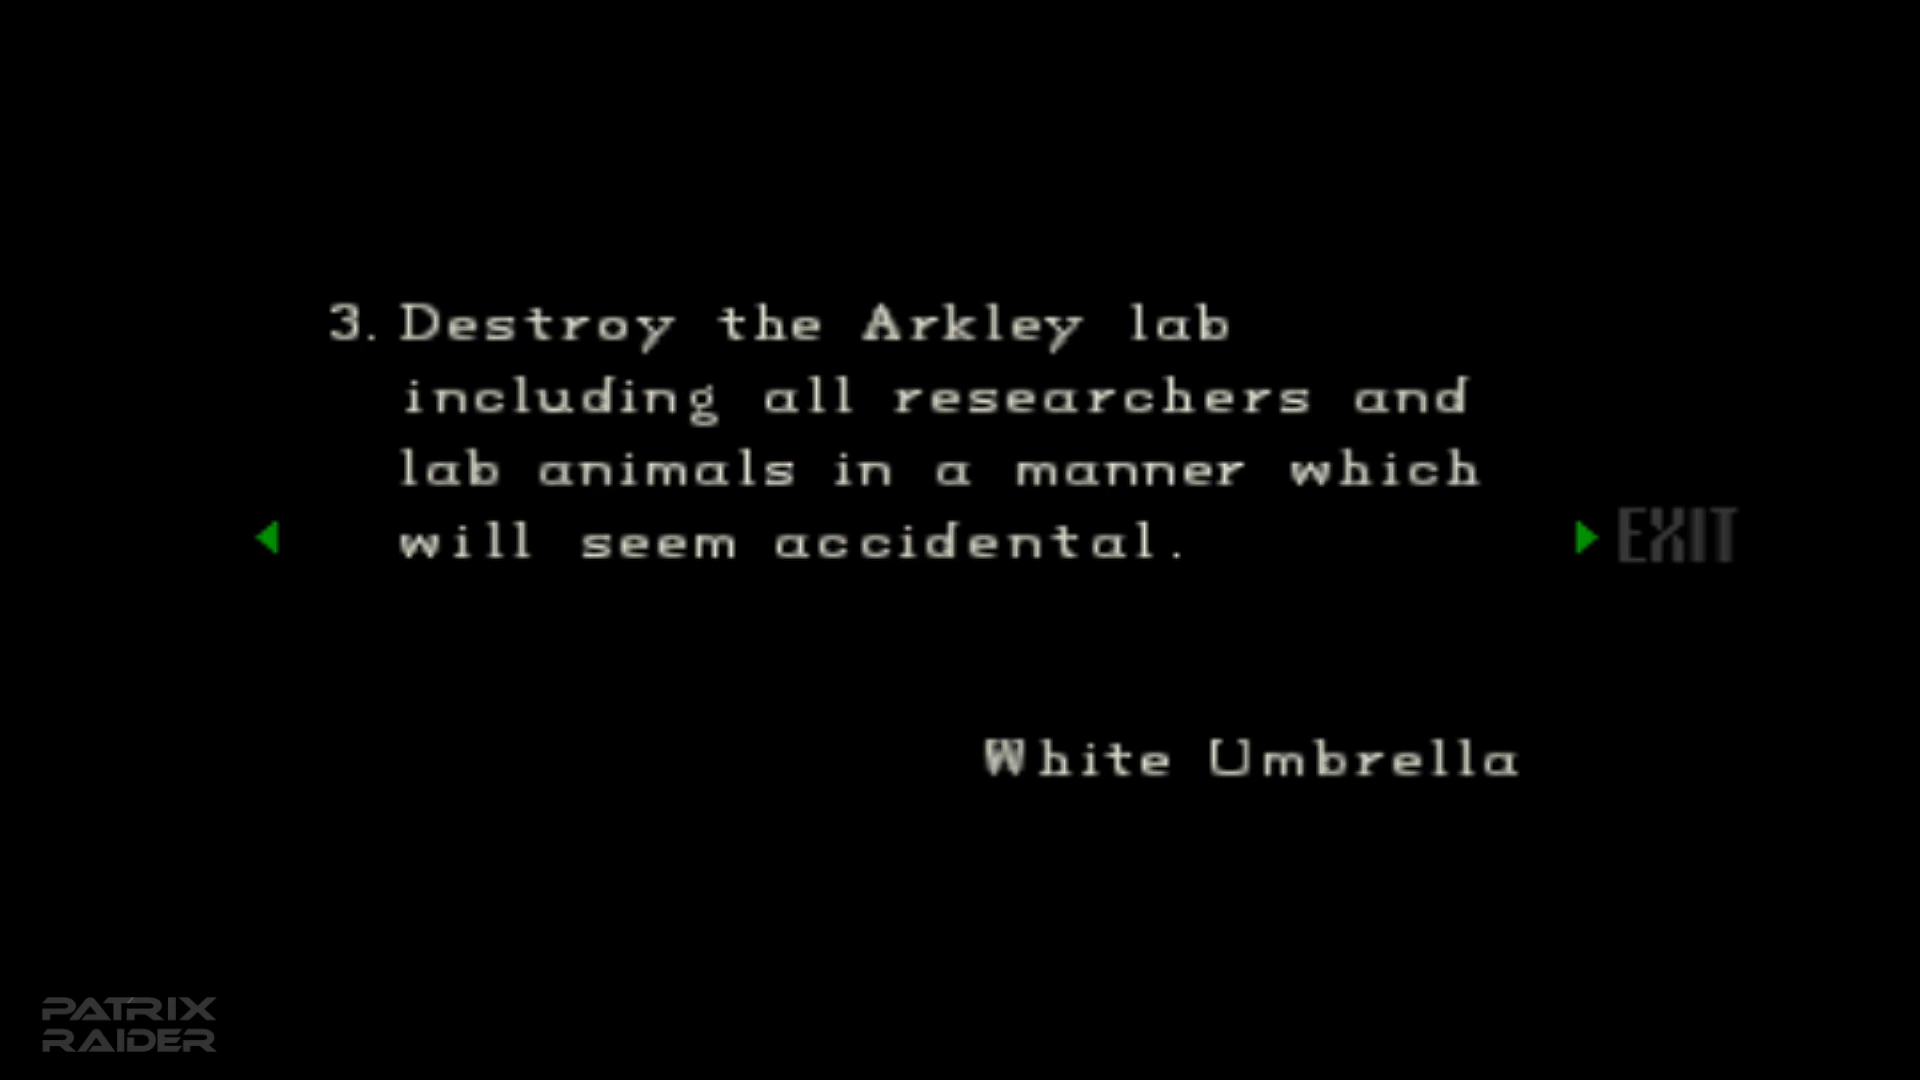 3. Destroy the Arkley lab
including all researchers and
lab animals in a manner which
will seem accidental.
EXIT
White Umbrella
PATRIX
RAIDER